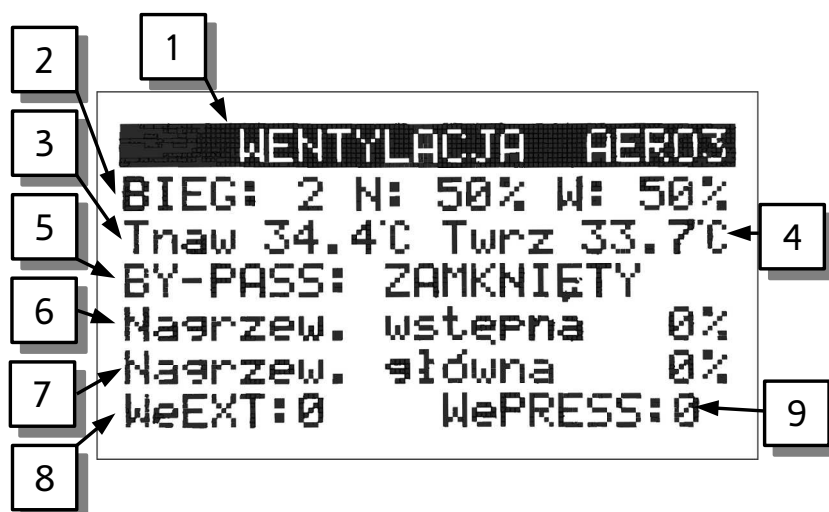 1
2
3
5
6
7
8
4
9
WENTYLACJA AERO3
BIEG: 2 N: 50% W: 50%
Tnaw 34.4°C Twrz 33.7°C
BY-PASS: ZAMKNIĘTY
Nagrzew. wstępna 0%
Nagrzew. główna 0%
WeEXT:0 WePRESS:0